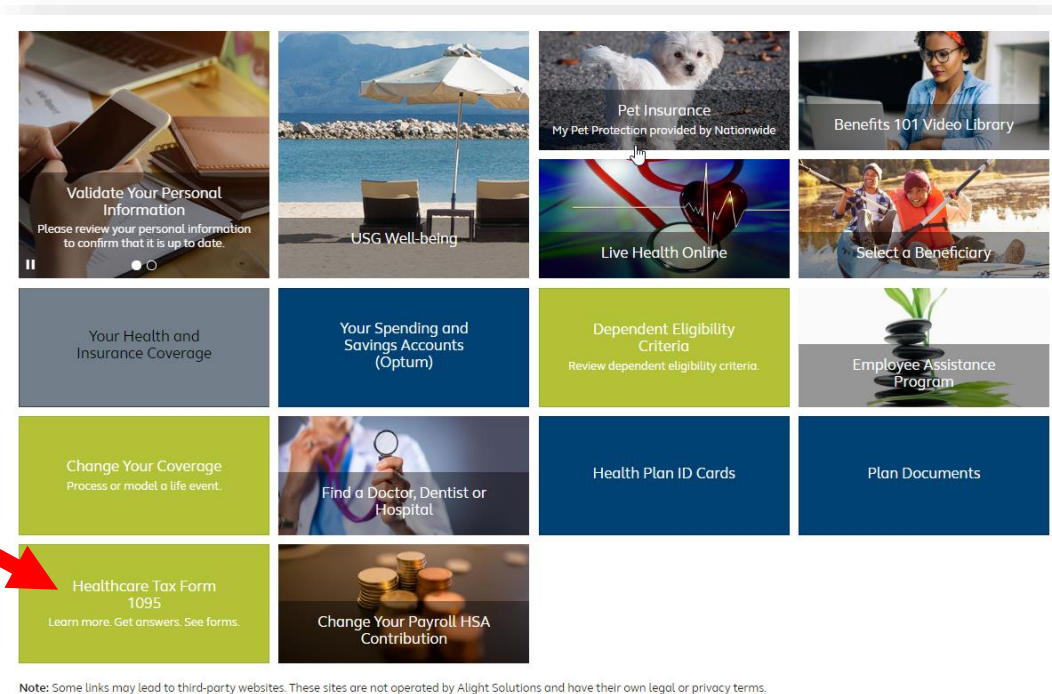 Validate Your Personal
Information
Please review your personal information
to confirm that it is up to date.
USG Well-being
Pet Insurance
My Pet Protection provided by Nationwide
Benefits 101 Video Library
Live Health Online
Select a Beneficiary
Your Health and
Insurance Coverage
Your Spending and
Savings Accounts
(Optum)
Dependent Eligibility
Criteria
Review dependent eligibility criteria.
Employee Assistance
Program
Change Your Coverage
Process or model a life event.
Find a Doctor, Dentist or
Hospital
Health Plan ID Cards
Plan Documents
Healthcare Tax Form
1095
Learn more. Get answers. See forms.
Change Your Payroll HSA
Contribution
Note: Some links may lead to third-party websites. These sites are not operated by Alight Solutions and have their own legal or privacy terms.